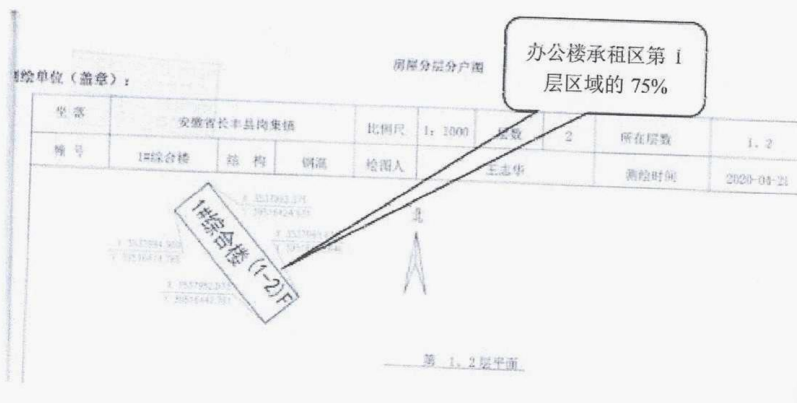 房屋分层分户图
办公楼承租区第 1
层区域的 75%
测绘单位（盖章）：
坐落 安徽省长丰县岗集镇 比例尺 1：1000 层数 2 所在层数 1、2
幢号 1#综合楼 结构 钢混 绘图人 王志华 测绘时间 2020-04-21
1#综合楼 (1-2)F
北
第 1、2层平面